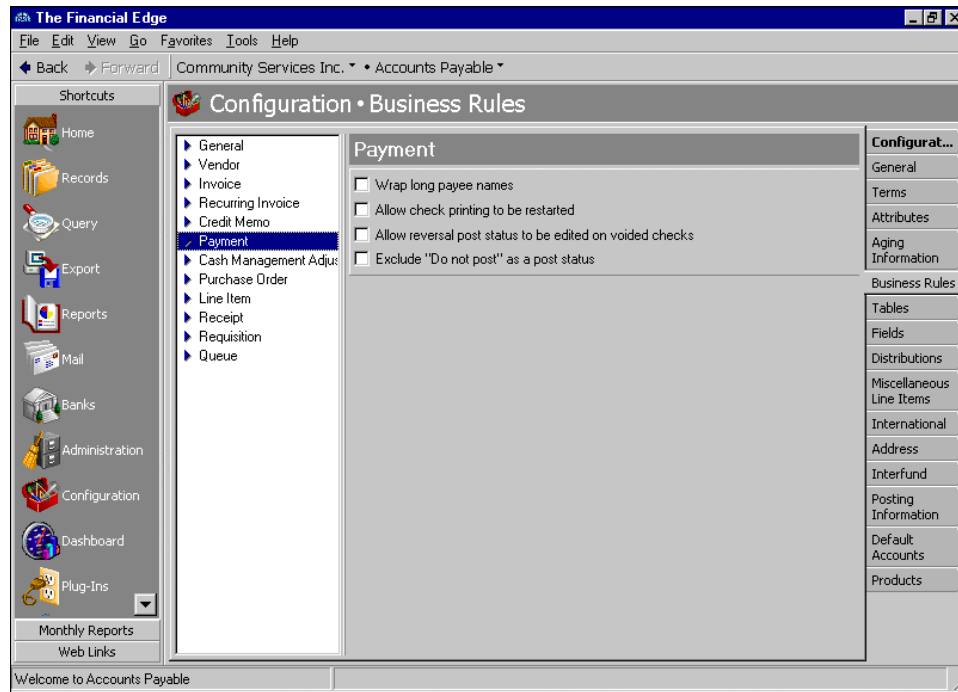 The Financial Edge
File Edit View Go Favorites Tools Help
Back Forward Community Services Inc. • Accounts Payable
Shortcuts
Home
Records
Query
Export
Reports
Mail
Banks
Administration
Configuration
Dashboard
Plug-Ins
Monthly Reports
Web Links
Configuration • Business Rules
General
Vendor
Invoice
Recurring Invoice
Credit Memo
Payment
Cash Management Adjus
Purchase Order
Line Item
Receipt
Requisition
Queue
Payment
Wrap long payee names
Allow check printing to be restarted
Allow reversal post status to be edited on voided checks
Exclude "Do not post" as a post status
Configurat...
General
Terms
Attributes
Aging
Information
Business Rules
Tables
Fields
Distributions
Miscellaneous
Line Items
International
Address
Interfund
Posting
Information
Default
Accounts
Products
Welcome to Accounts Payable